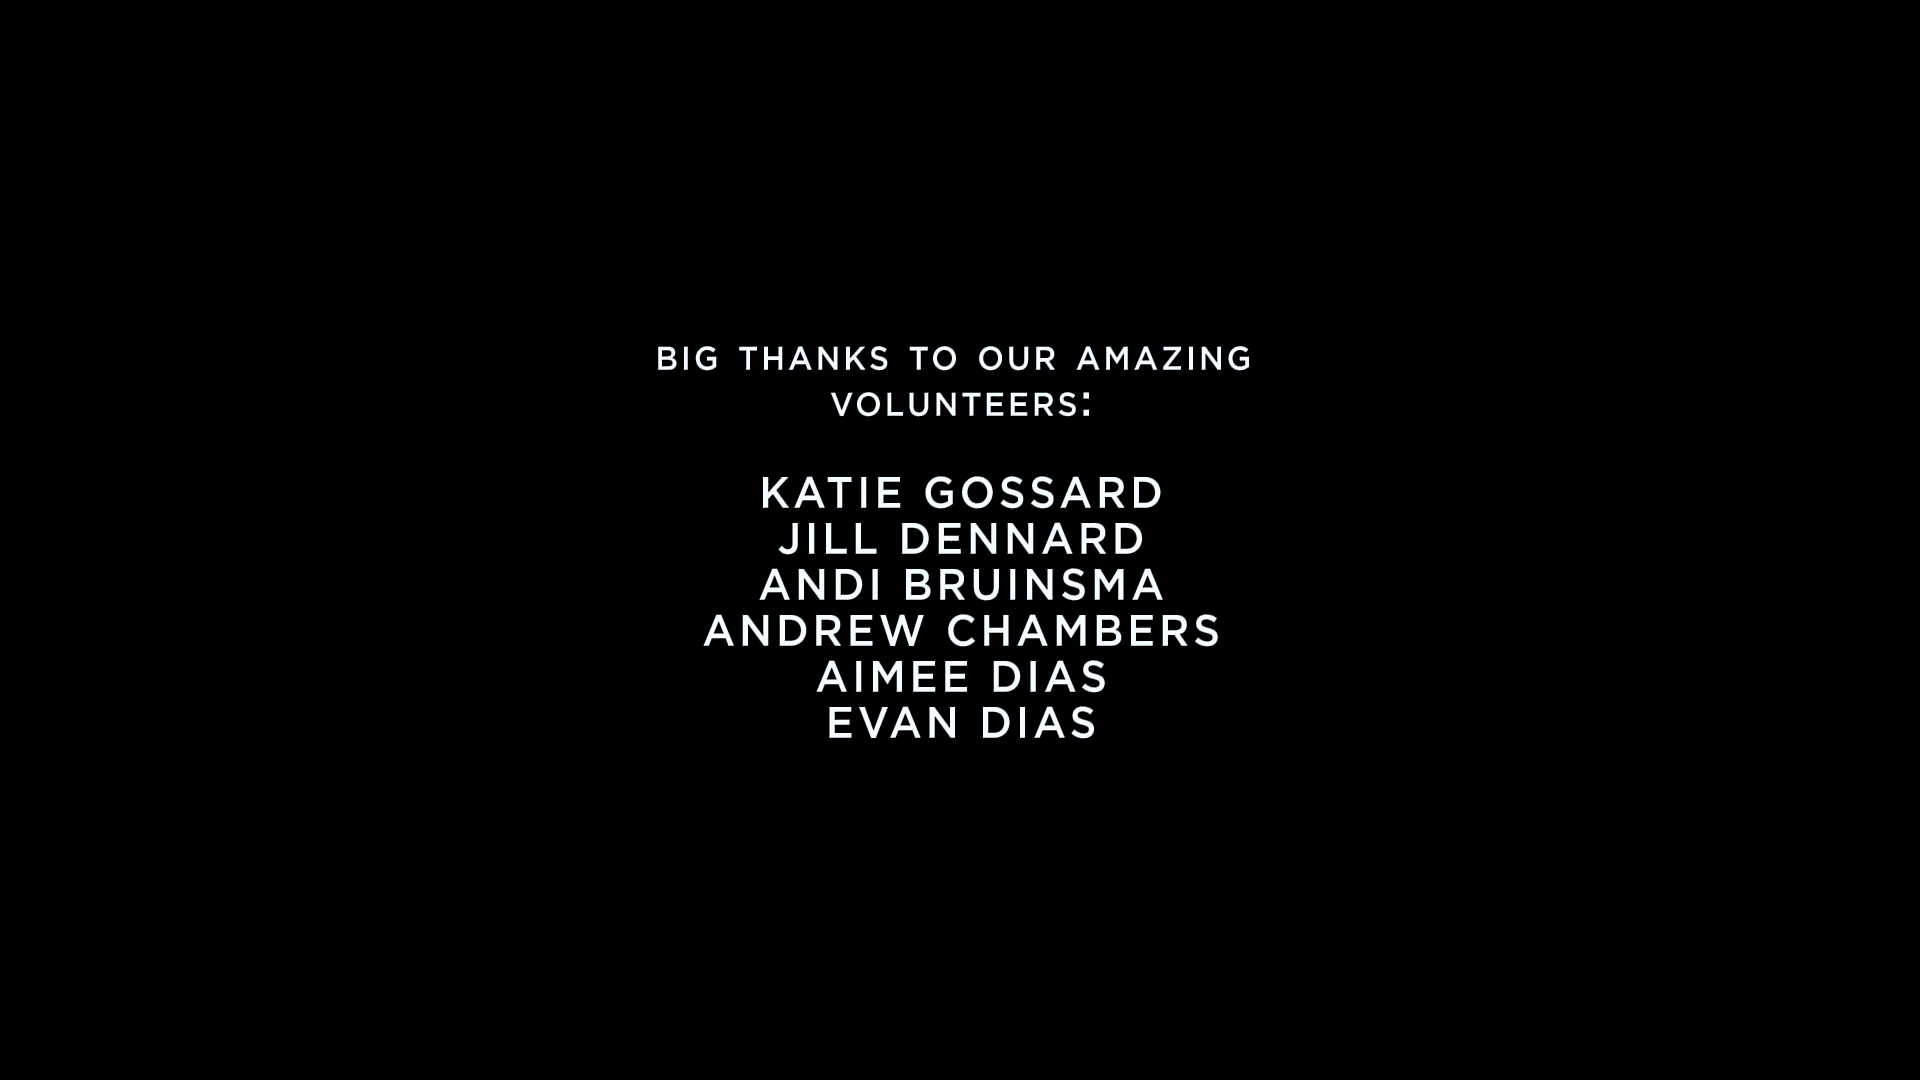 BIG THANKS TO OUR AMAZING
VOLUNTEERS:
KATIE GOSSARD
JILL DENNARD
ANDI BRUINSMA
ANDREW CHAMBERS
AIMEE DIAS
EVAN DIAS